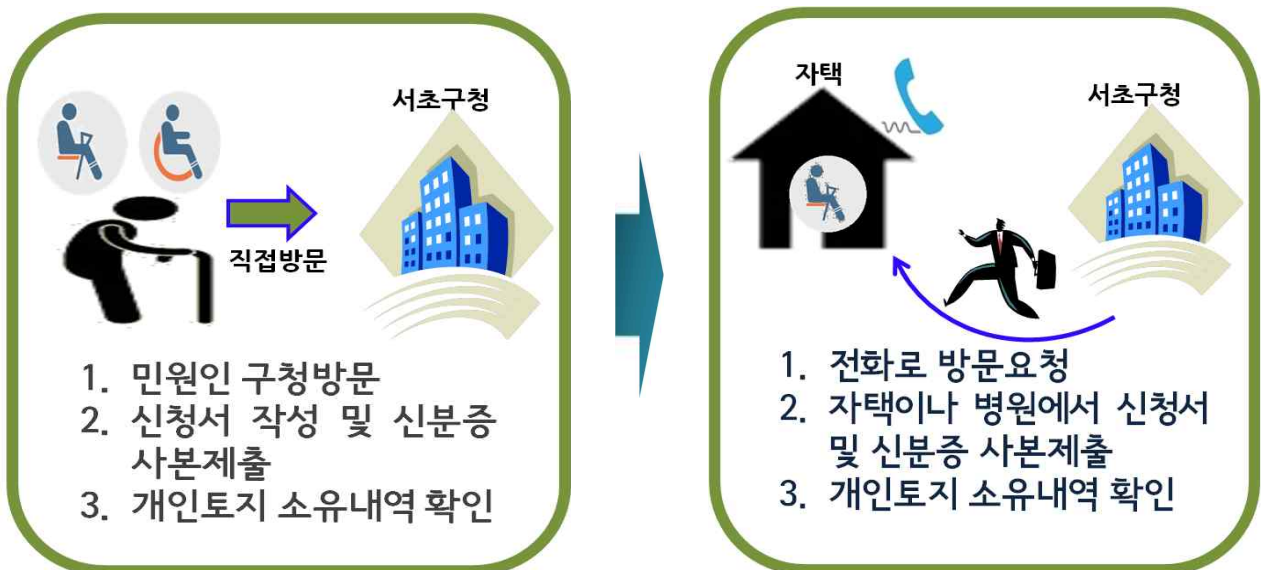 서초구청
직접방문
1. 민원인 구청방문
2. 신청서 작성 및 신분증
사본제출
3. 개인토지 소유내역 확인
자택
서초구청
1. 전화로 방문요청
2. 자택이나 병원에서 신청서
및 신분증 사본제출
3. 개인토지 소유내역 확인